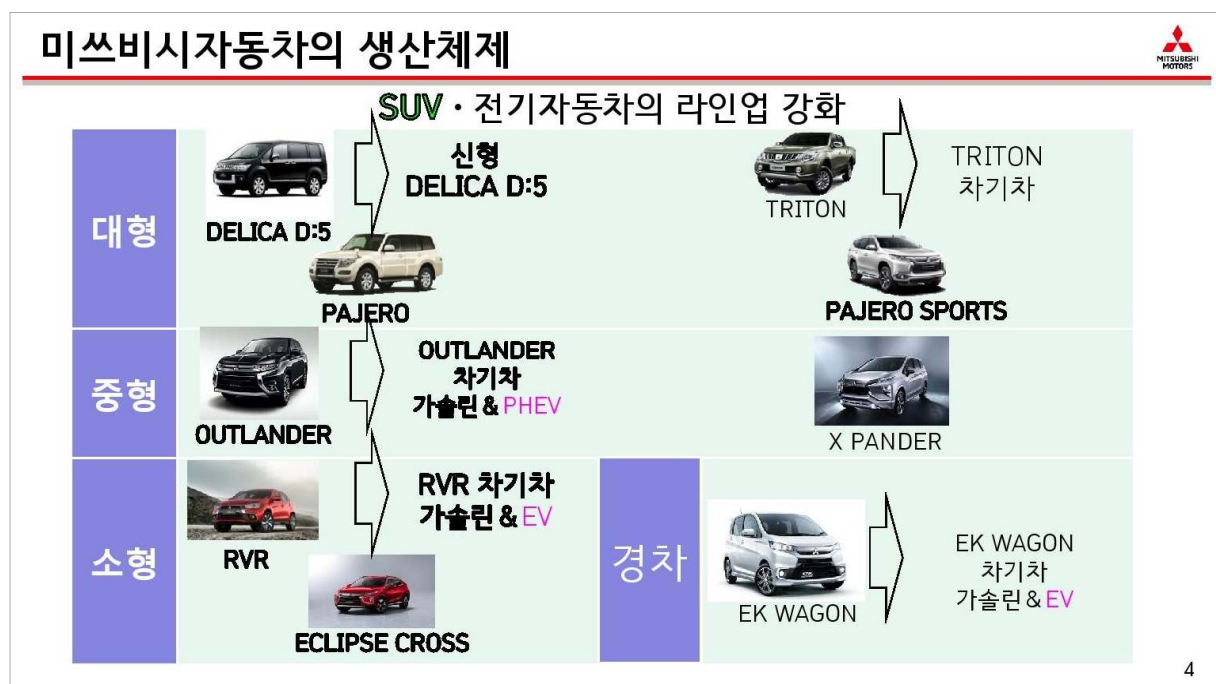 미쓰비시자동차의 생산체제
MITSUBISHI
MOTORS
SUV・전기자동차의 라인업 강화
대형
DELICA D:5
신형
DELICA D:5
PAJERO
TRITON
TRITON
차기차
PAJERO SPORTS
중형
OUTLANDER
OUTLANDER
차기차
가솔린 & PHEV
X PANDER
소형
RVR
RVR 차기차
가솔린 & EV
ECLIPSE CROSS
경차
EK WAGON
EK WAGON
차기차
가솔린 & EV
4